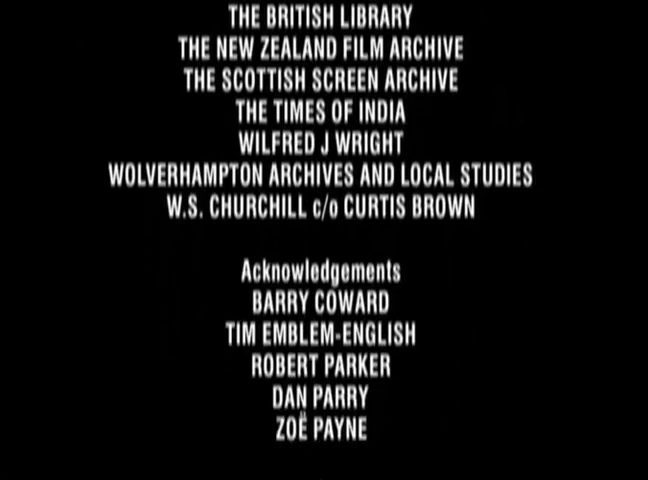 THE BRITISH LIBRARY
THE NEW ZEALAND FILM ARCHIVE
THE SCOTTISH SCREEN ARCHIVE
THE TIMES OF INDIA
WILFRED J WRIGHT
WOLVERHAMPTON ARCHIVES AND LOCAL STUDIES
W.S. CHURCHILL c/o CURTIS BROWN
Acknowledgements
BARRY COWARD
TIM EMBLEM-ENGLISH
ROBERT PARKER
DAN PARRY
ZOË PAYNE